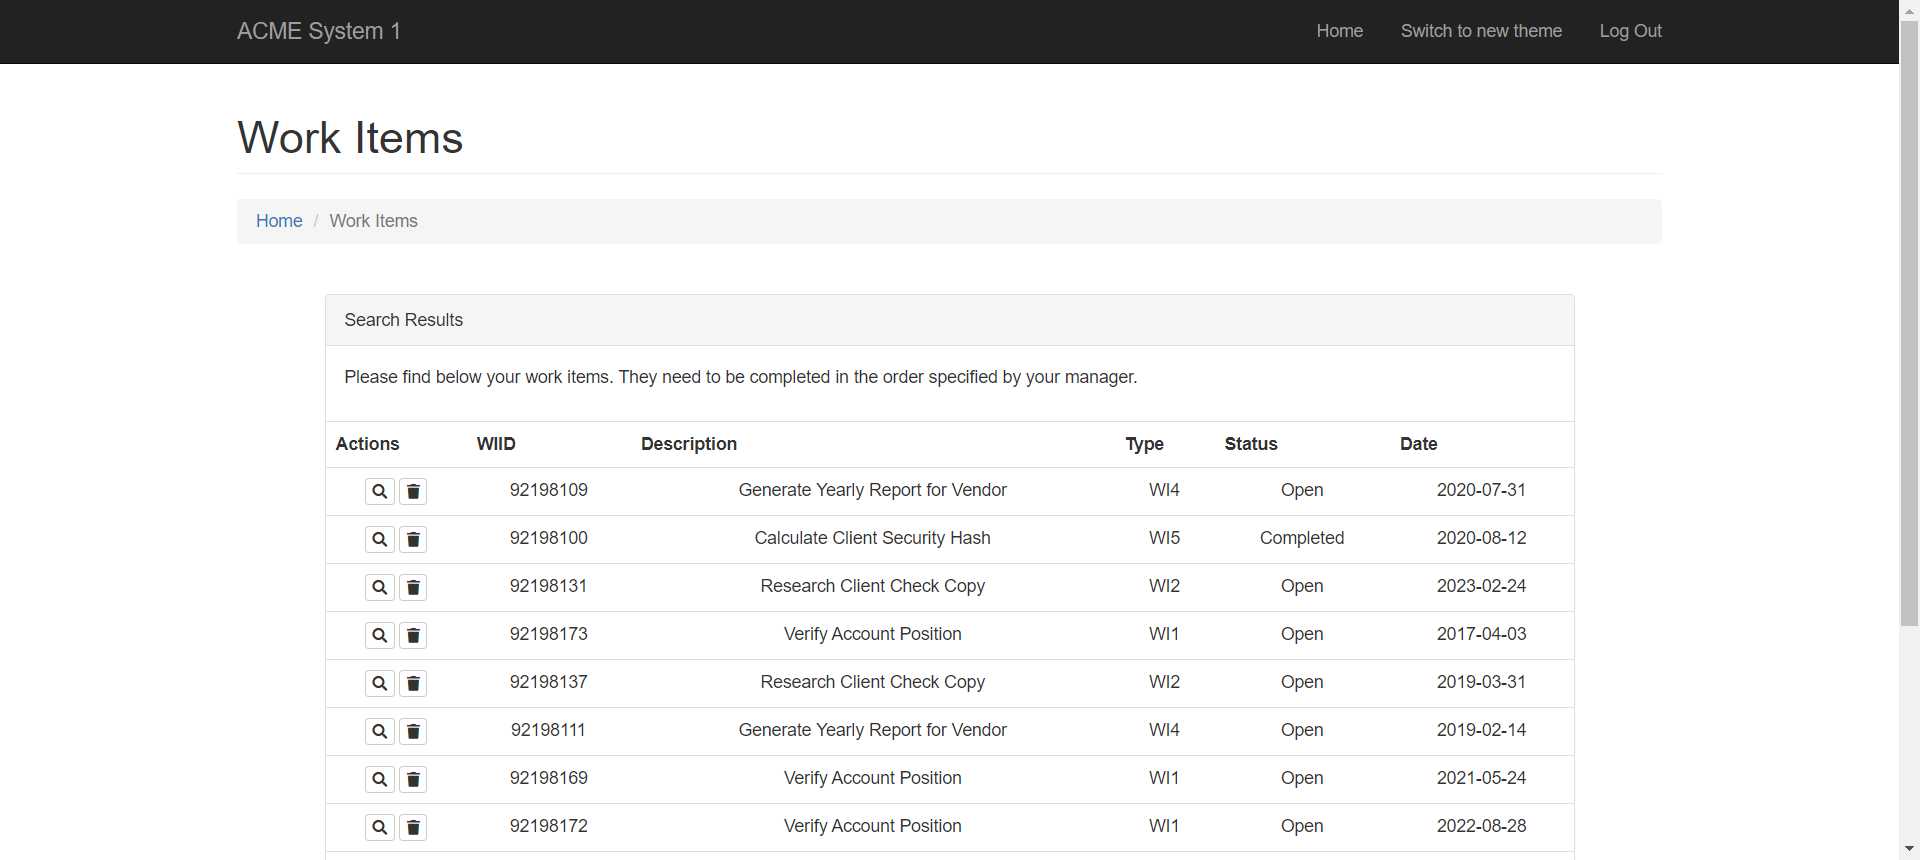 ACME System 1 Home Switch to new theme Log Out
Work Items
Home / Work Items
Search Results
Please find below your work items. They need to be completed in the order specified by your manager.
Actions WIID Description Type Status Date
92198109 Generate Yearly Report for Vendor WI4 Open 2020-07-31
92198100 Calculate Client Security Hash WI5 Completed 2020-08-12
92198131 Research Client Check Copy WI2 Open 2023-02-24
92198173 Verify Account Position WI1 Open 2017-04-03
92198137 Research Client Check Copy WI2 Open 2019-03-31
92198111 Generate Yearly Report for Vendor WI4 Open 2019-02-14
92198169 Verify Account Position WI1 Open 2021-05-24
92198172 Verify Account Position WI1 Open 2022-08-28